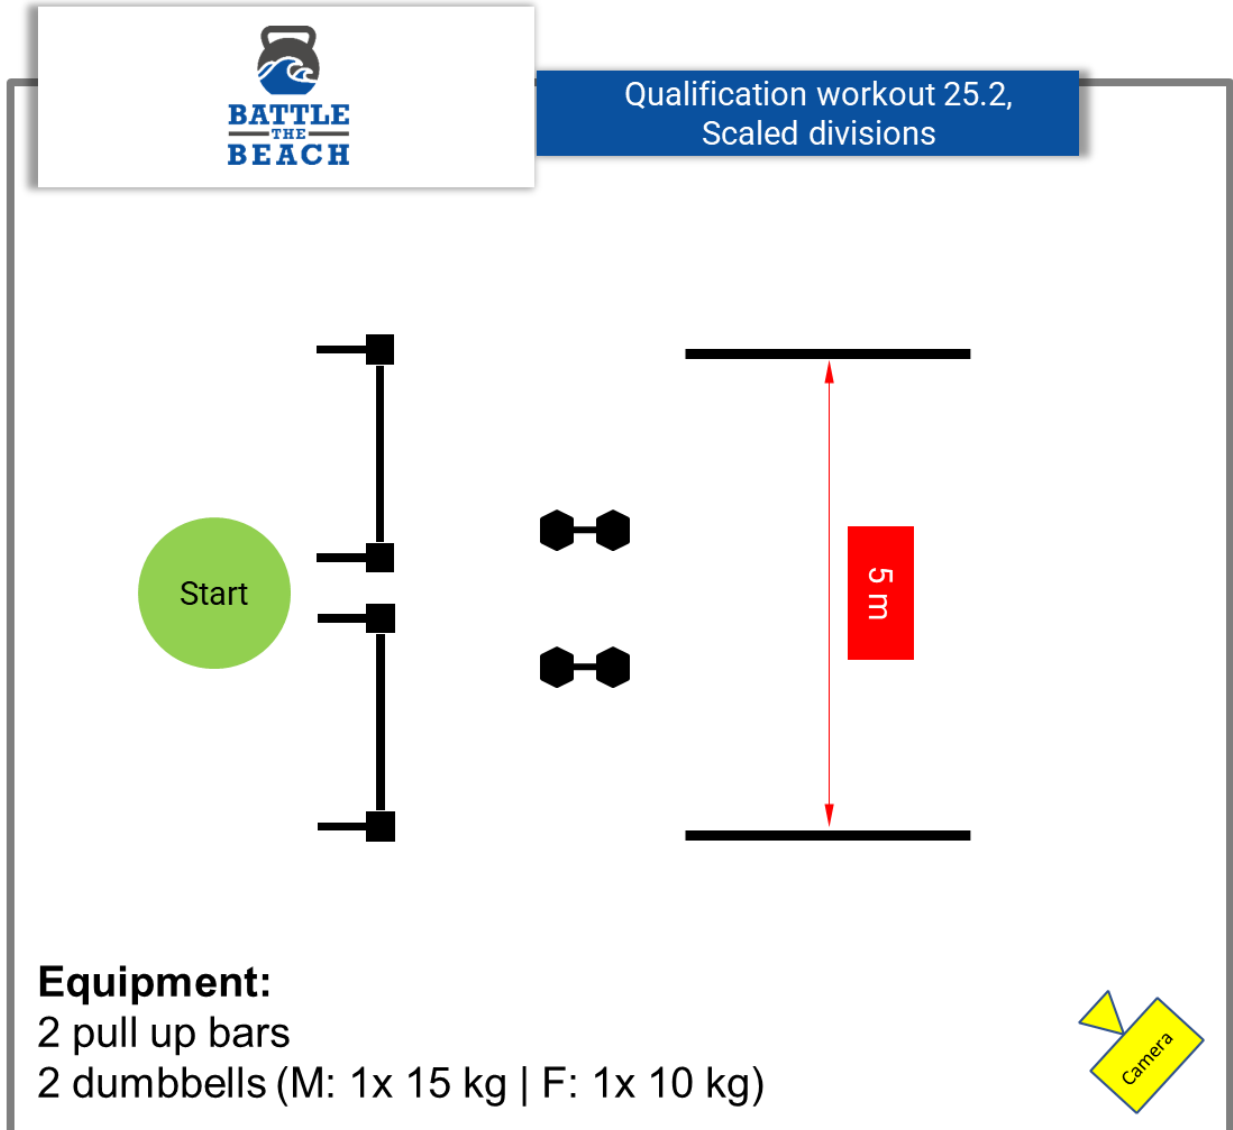 BATTLE
THE
BEACH
Qualification workout 25.2,
Scaled divisions
Start
5 m
Equipment:
2 pull up bars
2 dumbbells (M: 1x 15 kg | F: 1x 10 kg)
Camera